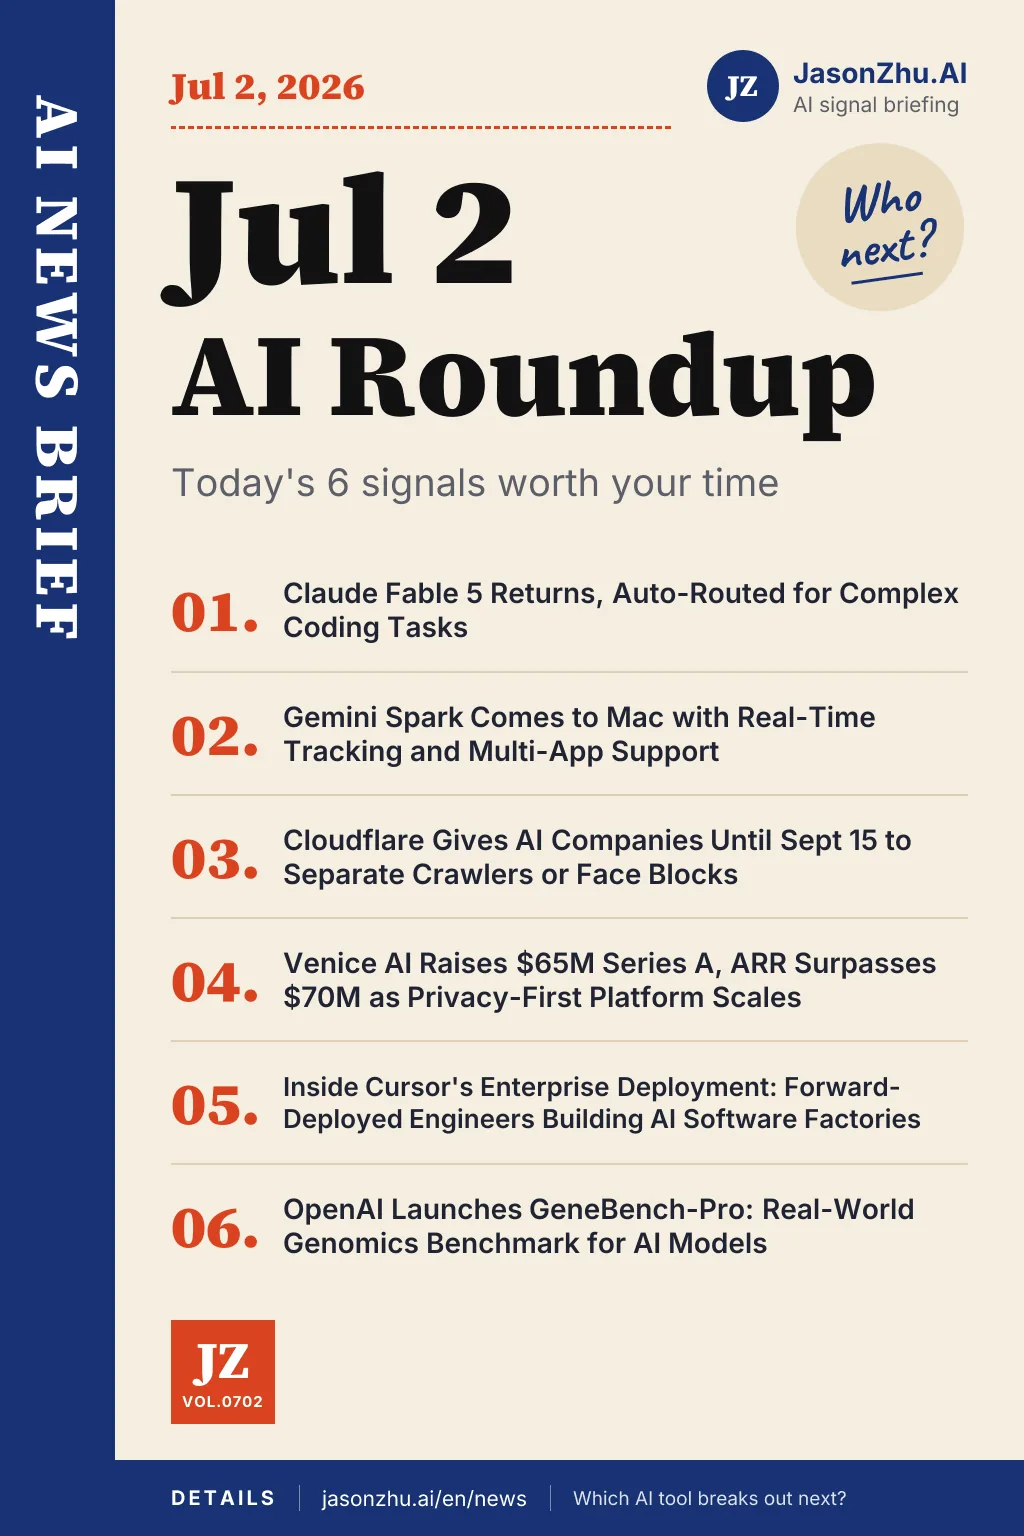 AI NEWS BRIEF
Jul 2, 2026
JZ
JasonZhu.AI
AI signal briefing
Who
next?
Jul 2
AI Roundup
Today's 6 signals worth your time
01.
Claude Fable 5 Returns, Auto-Routed for Complex
Coding Tasks
02.
Gemini Spark Comes to Mac with Real-Time
Tracking and Multi-App Support
03.
Cloudflare Gives AI Companies Until Sept 15 to
Separate Crawlers or Face Blocks
04.
Venice AI Raises $65M Series A, ARR Surpasses
$70M as Privacy-First Platform Scales
05.
Inside Cursor's Enterprise Deployment: Forward-
Deployed Engineers Building AI Software Factories
06.
OpenAI Launches GeneBench-Pro: Real-World
Genomics Benchmark for AI Models
JZ
VOL.0702
DETAILS
jasonzhu.ai/en/news
Which AI tool breaks out next?